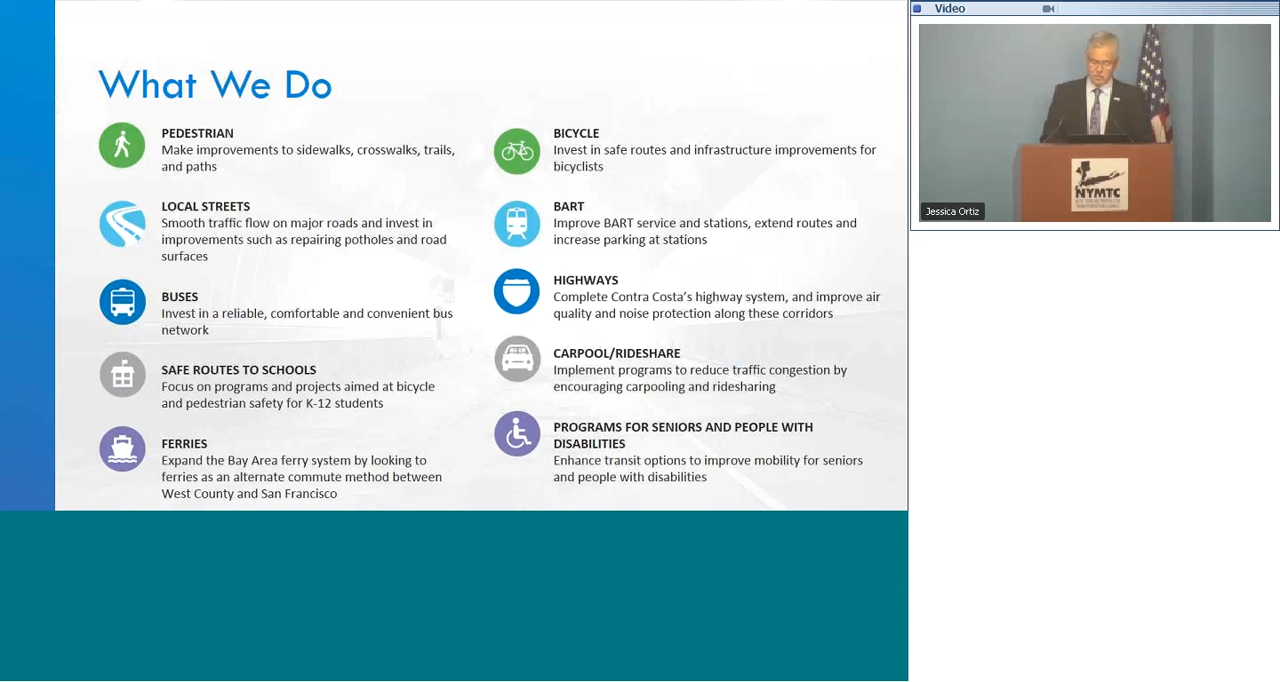 What We Do
PEDESTRIAN
Make improvements to sidewalks, crosswalks, trails,
and paths
LOCAL STREETS
Smooth traffic flow on major roads and invest in
improvements such as repairing potholes and road
surfaces
BUSES
Invest in a reliable, comfortable and convenient bus
network
SAFE ROUTES TO SCHOOLS
Focus on programs and projects aimed at bicycle
and pedestrian safety for K-12 students
FERRIES
Expand the Bay Area ferry system by looking to
ferries as an alternate commute method between
West County and San Francisco
BICYCLE
Invest in safe routes and infrastructure improvements for
bicyclists
BART
Improve BART service and stations, extend routes and
increase parking at stations
HIGHWAYS
Complete Contra Costa's highway system, and improve air
quality and noise protection along these corridors
CARPOOL/RIDESHARE
Implement programs to reduce traffic congestion by
encouraging carpooling and ridesharing
PROGRAMS FOR SENIORS AND PEOPLE WITH
DISABILITIES
Enhance transit options to improve mobility for seniors
and people with disabilities
Video
NYMTC
Jessica Ortiz